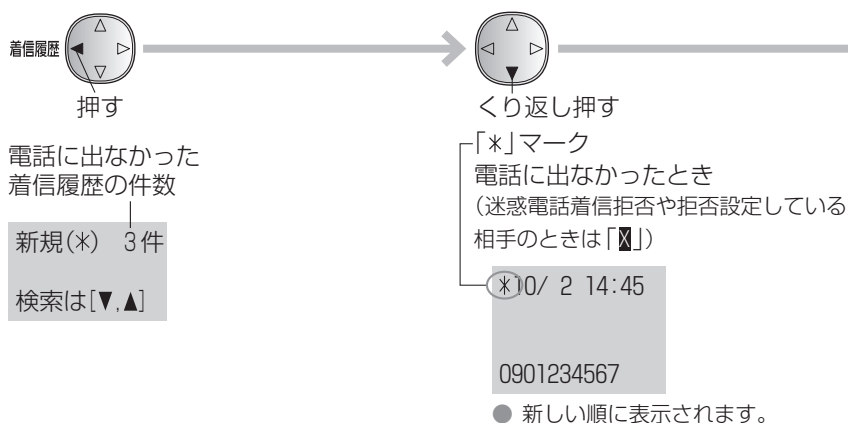 着信履歴
押す
電話に出なかった
着信履歴の件数
新規(*) 3件
検索は[▼,▲]
くり返し押す
「*」マーク
電話に出なかったとき
(迷惑電話着信拒否や拒否設定している
相手のときは「X」)
*10/ 2 14:45
0901234567
● 新しい順に表示されます。